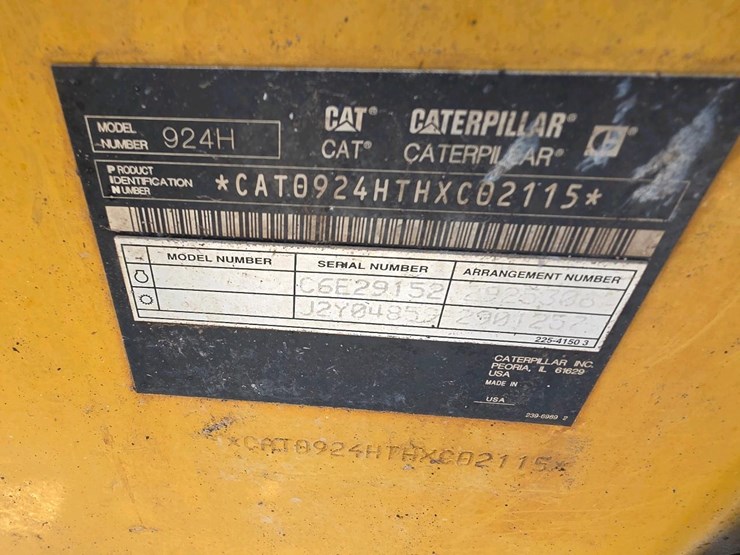 MODEL NUMBER 924H
CAT® CATERPILLAR®
CAT® CATERPILLAR®
PRODUCT IDENTIFICATION NUMBER *CAT0924HTHXC02115*
MODEL NUMBER SERIAL NUMBER ARRANGEMENT NUMBER
C6E29152
225-4150 3
CATERPILLAR INC.
PEORIA, IL 61629
USA
MADE IN
USA
239-6989 2
*CAT0924HTHXC02115*